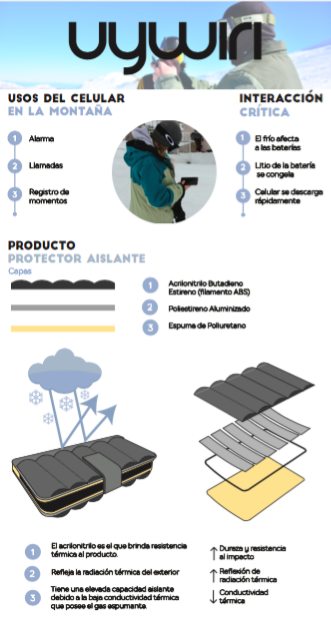 uywiri
USOS DEL CELULAR
EN LA MONTAÑA
1 Alarma
2 Llamadas
3 Registro de
momentos
INTERACCIÓN
CRÍTICA
1 El frío afecta
a las baterías
2 Litio de la batería
se congela
3 Celular se descarga
rápidamente
PRODUCTO
PROTECTOR AISLANTE
Capas
1 Acrilonitrilo Butadieno
Estireno (filamento ABS)
2 Poliestireno Aluminizado
3 Espuma de Poliuretano
1 El acrilonitrilo es el que brinda resistencia
térmica al producto.
2 Refleja la radiación térmica del exterior
3 Tiene una elevada capacidad aislante
debido a la baja conductividad térmica
que posee el gas espumante.
↑ Dureza y resistencia
al impacto
↑ Reflexión de
radiación térmica
↓ Conductividad
térmica